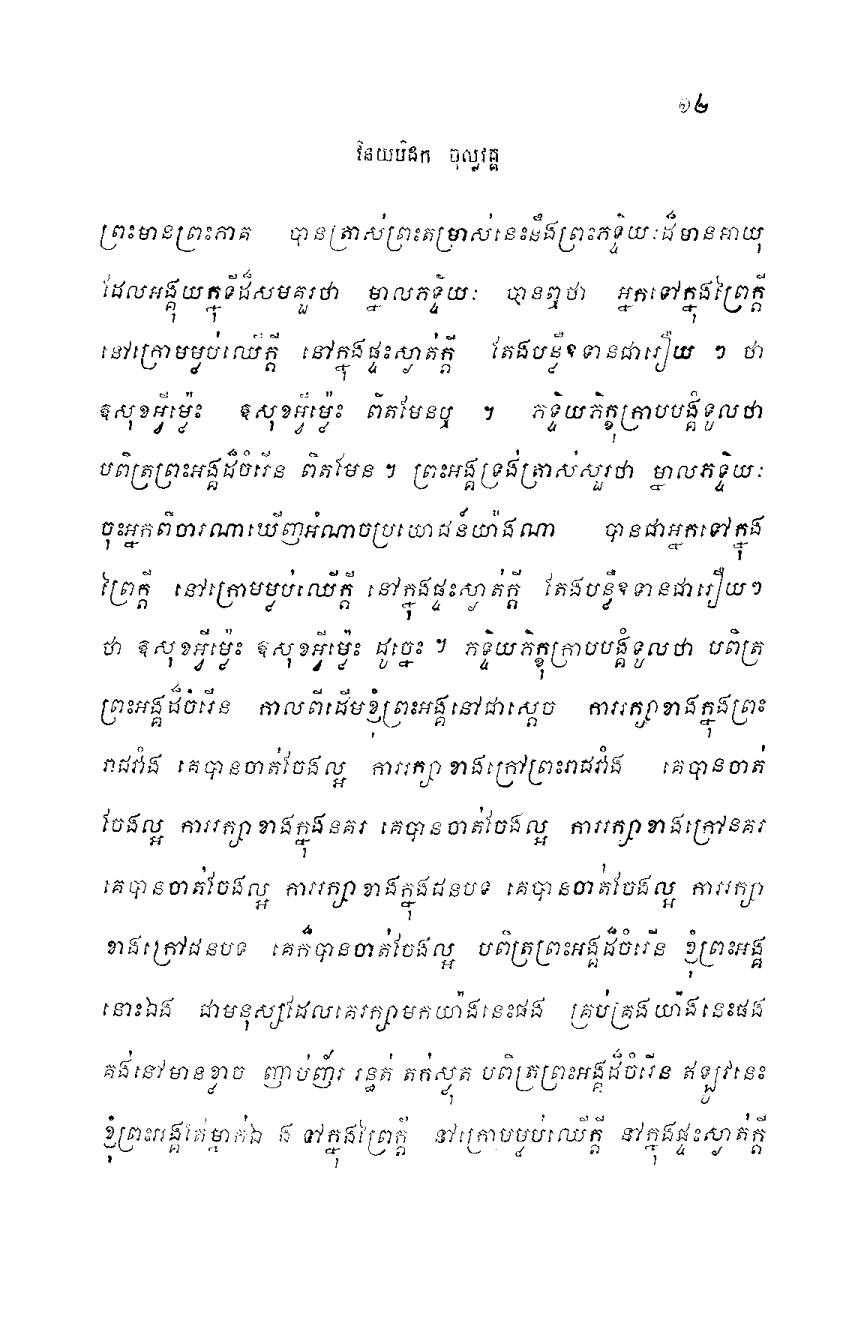 ១២
វិនយបិដក ចុល្លវគ្គ
ព្រះមានព្រះភាគ បានត្រាស់ព្រះតម្រាស់នេះនឹងព្រះភទ្ទិយៈដ៏មានអាយុ
ដែលអង្គុយក្នុងទីដ៏សមគួរថា ម្នាលភទ្ទិយៈ បានឮថា អ្នកទៅក្នុងព្រៃក្តី
នៅក្រោមម្លប់ឈើក្តី នៅក្នុងផ្ទះស្ងាត់ក្តី តែងបន្លឺឧទានជារឿយ ៗ ថា
ឱសុខអ្វីម៉្លេះ ឱសុខអ្វីម៉្លេះ ពិតមែនឬ ។ ភទ្ទិយភិក្ខុក្រាបបង្គំទូលថា
បពិត្រព្រះអង្គដ៏ចំរើន ពិតមែន ។ ព្រះអង្គទ្រង់ត្រាស់សួរថា ម្នាលភទ្ទិយៈ
ចុះអ្នកពិចារណាឃើញអំណាចប្រយោជន៍យ៉ាងណា បានជាអ្នកទៅក្នុង
ព្រៃក្តី នៅក្រោមម្លប់ឈើក្តី នៅក្នុងផ្ទះស្ងាត់ក្តី តែងបន្លឺឧទានជារឿយៗ
ថា ឱសុខអ្វីម៉្លេះ ឱសុខអ្វីម៉្លេះ ដូច្នេះ ។ ភទ្ទិយភិក្ខុក្រាបបង្គំទូលថា បពិត្រ
ព្រះអង្គដ៏ចំរើន កាលពីដើមខ្ញុំព្រះអង្គនៅជាស្តេច ការរក្សាខាងក្នុងព្រះ
រាជវាំង គេបានចាត់ចែងល្អ ការរក្សាខាងក្រៅព្រះរាជវាំង គេបានចាត់
ចែងល្អ ការរក្សាខាងក្នុងនគរ គេបានចាត់ចែងល្អ ការរក្សាខាងក្រៅនគរ
គេបានចាត់ចែងល្អ ការរក្សាខាងក្នុងជនបទ គេបានចាត់ចែងល្អ ការរក្សា
ខាងក្រៅជនបទ គេក៏បានចាត់ចែងល្អ បពិត្រព្រះអង្គដ៏ចំរើន ខ្ញុំព្រះអង្គ
នោះឯង ជាមនុស្សដែលគេរក្សាមកយ៉ាងនេះផង គ្រប់គ្រងយ៉ាងនេះផង
គង់នៅមានខ្លាច ញាប់ញ័រ រន្ធត់ តក់ស្លុត បពិត្រព្រះអង្គដ៏ចំរើន ឥឡូវនេះ
ខ្ញុំព្រះអង្គតែម្នាក់ឯង ទៅក្នុងព្រៃក្តី នៅក្រោមម្លប់ឈើក្តី នៅក្នុងផ្ទះស្ងាត់ក្តី